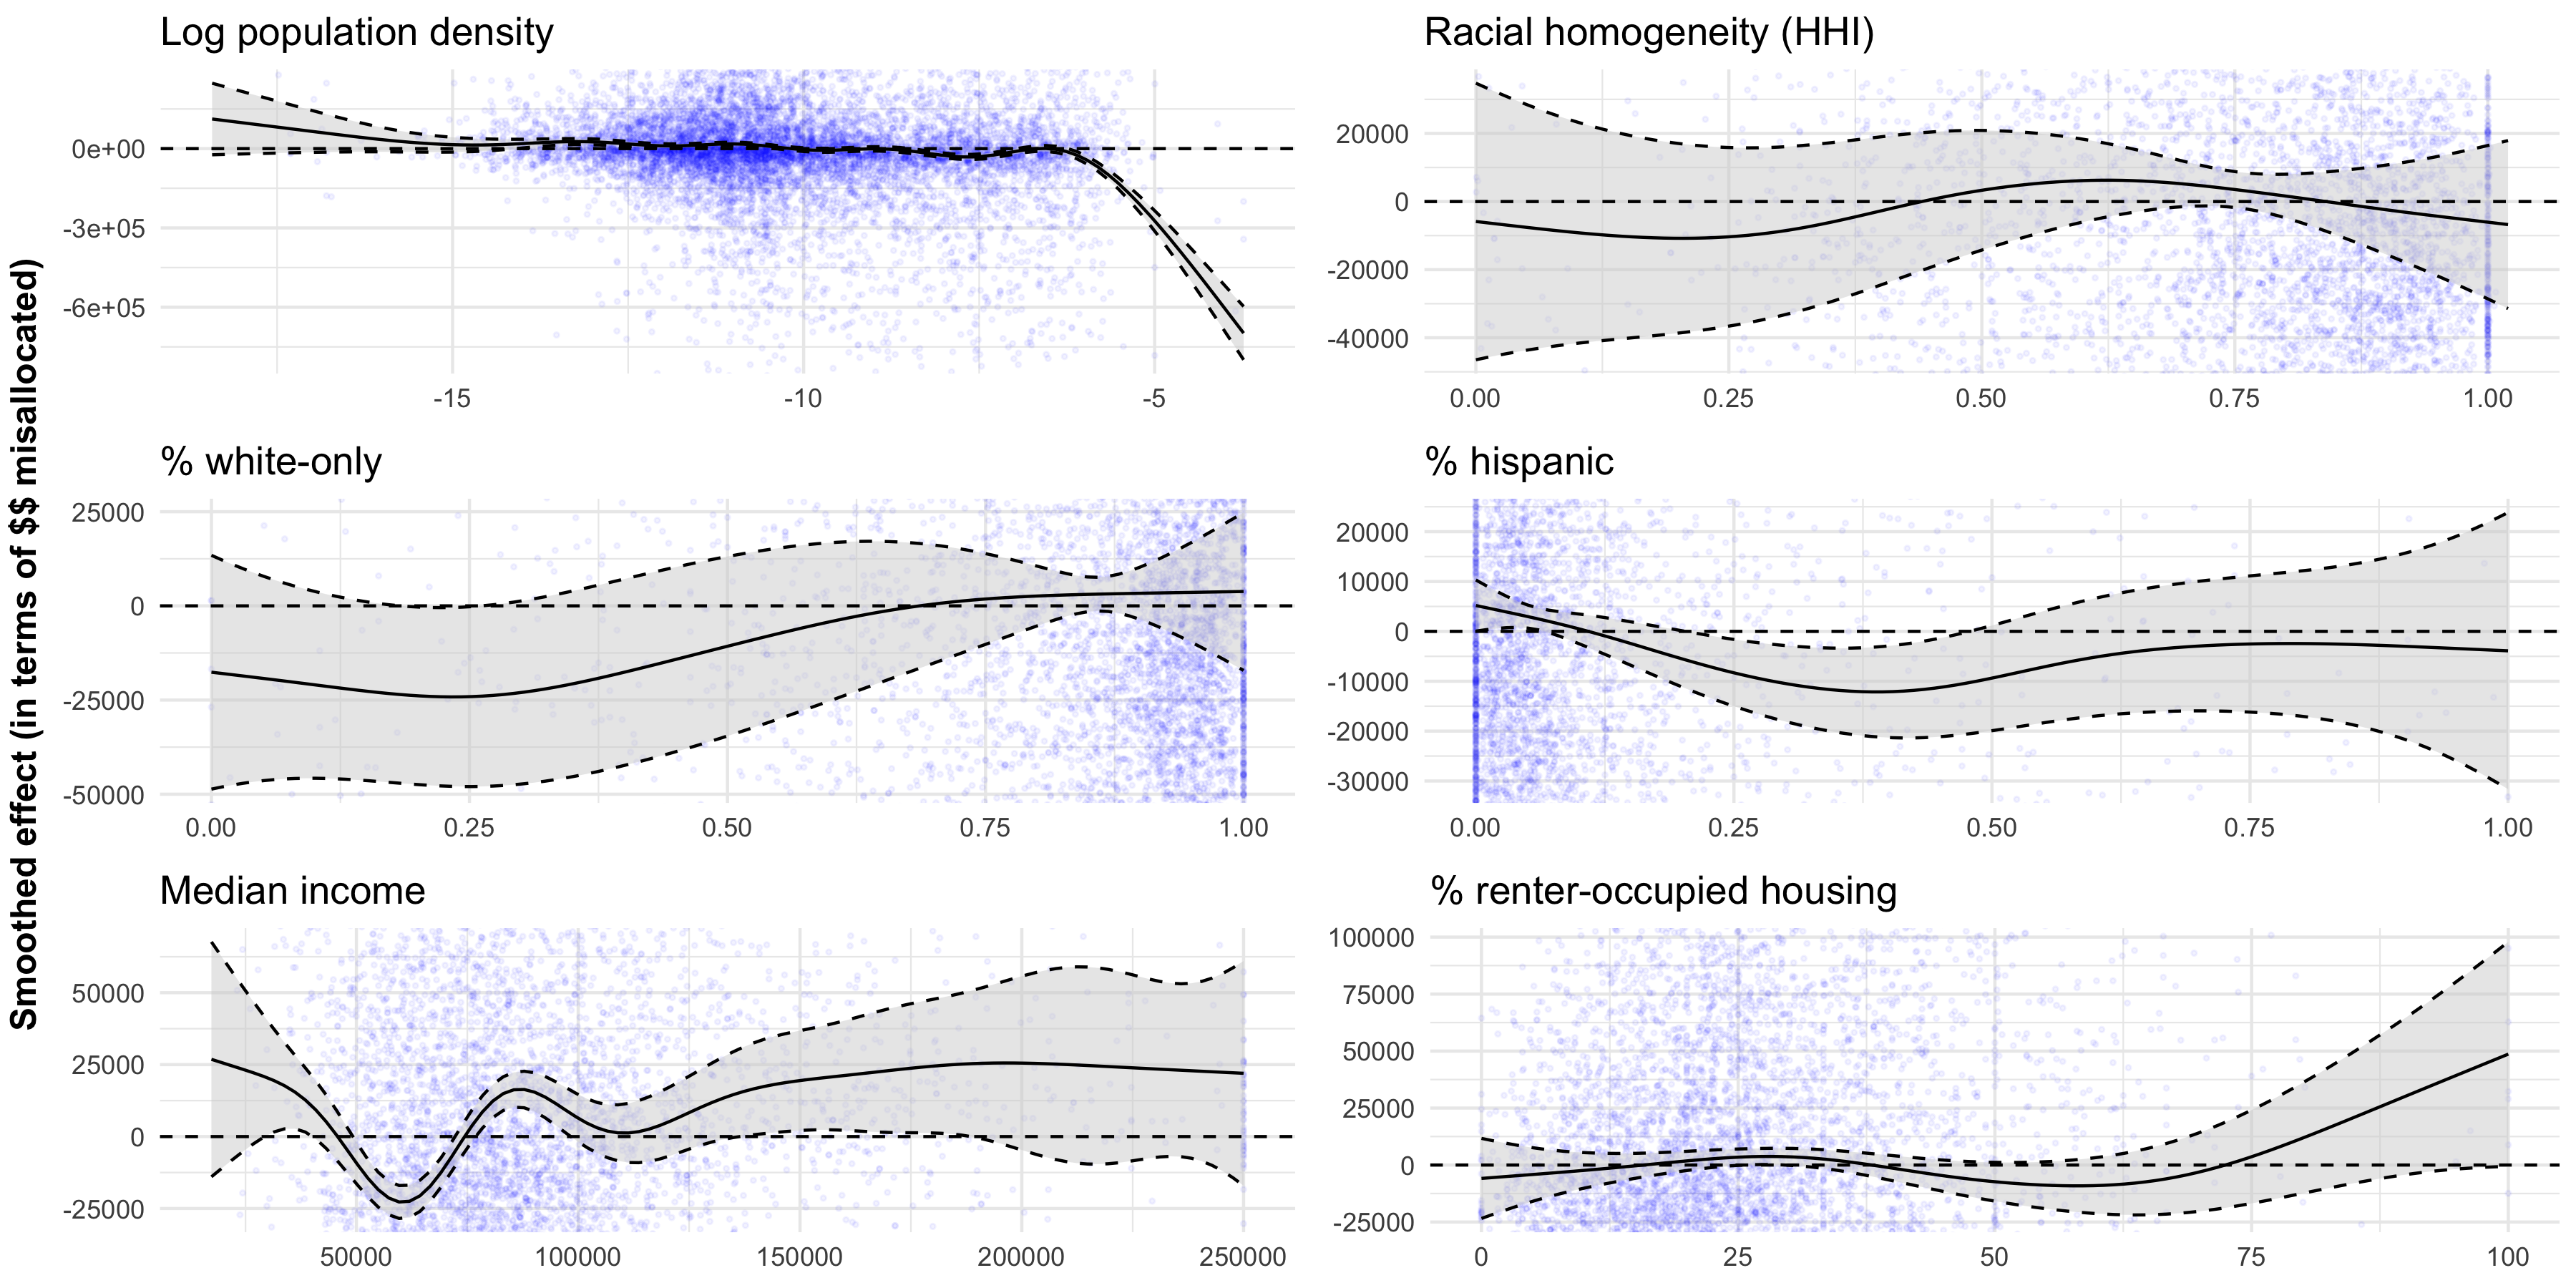 Smoothed effect (in terms of $$ misallocated)
Log population density
0e+00
-3e+05
-6e+05
-15 -10 -5
Racial homogeneity (HHI)
20000
0
-20000
-40000
0.00 0.25 0.50 0.75 1.00
% white-only
25000
0
-25000
-50000
0.00 0.25 0.50 0.75 1.00
% hispanic
20000
10000
0
-10000
-20000
-30000
0.00 0.25 0.50 0.75 1.00
Median income
50000
25000
0
-25000
50000 100000 150000 200000 250000
% renter-occupied housing
100000
75000
50000
25000
0
-25000
0 25 50 75 100